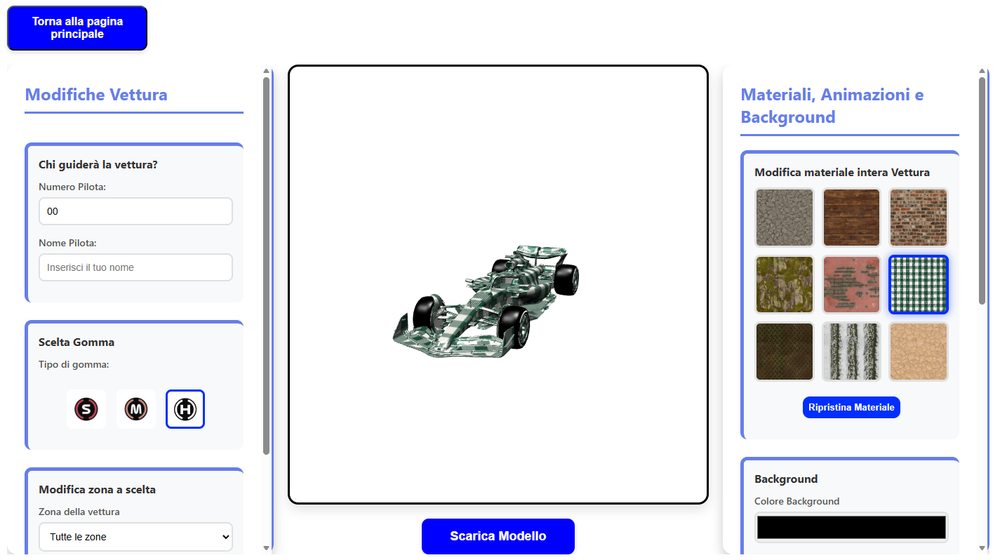 Torna alla pagina
principale
Modifiche Vettura
Chi guiderà la vettura?
Numero Pilota:
00
Nome Pilota:
Inserisci il tuo nome
Scelta Gomma
Tipo di gomma:
S M H
Modifica zona a scelta
Zona della vettura
Tutte le zone
Scarica Modello
Materiali, Animazioni e
Background
Modifica materiale intera Vettura
Ripristina Materiale
Background
Colore Background